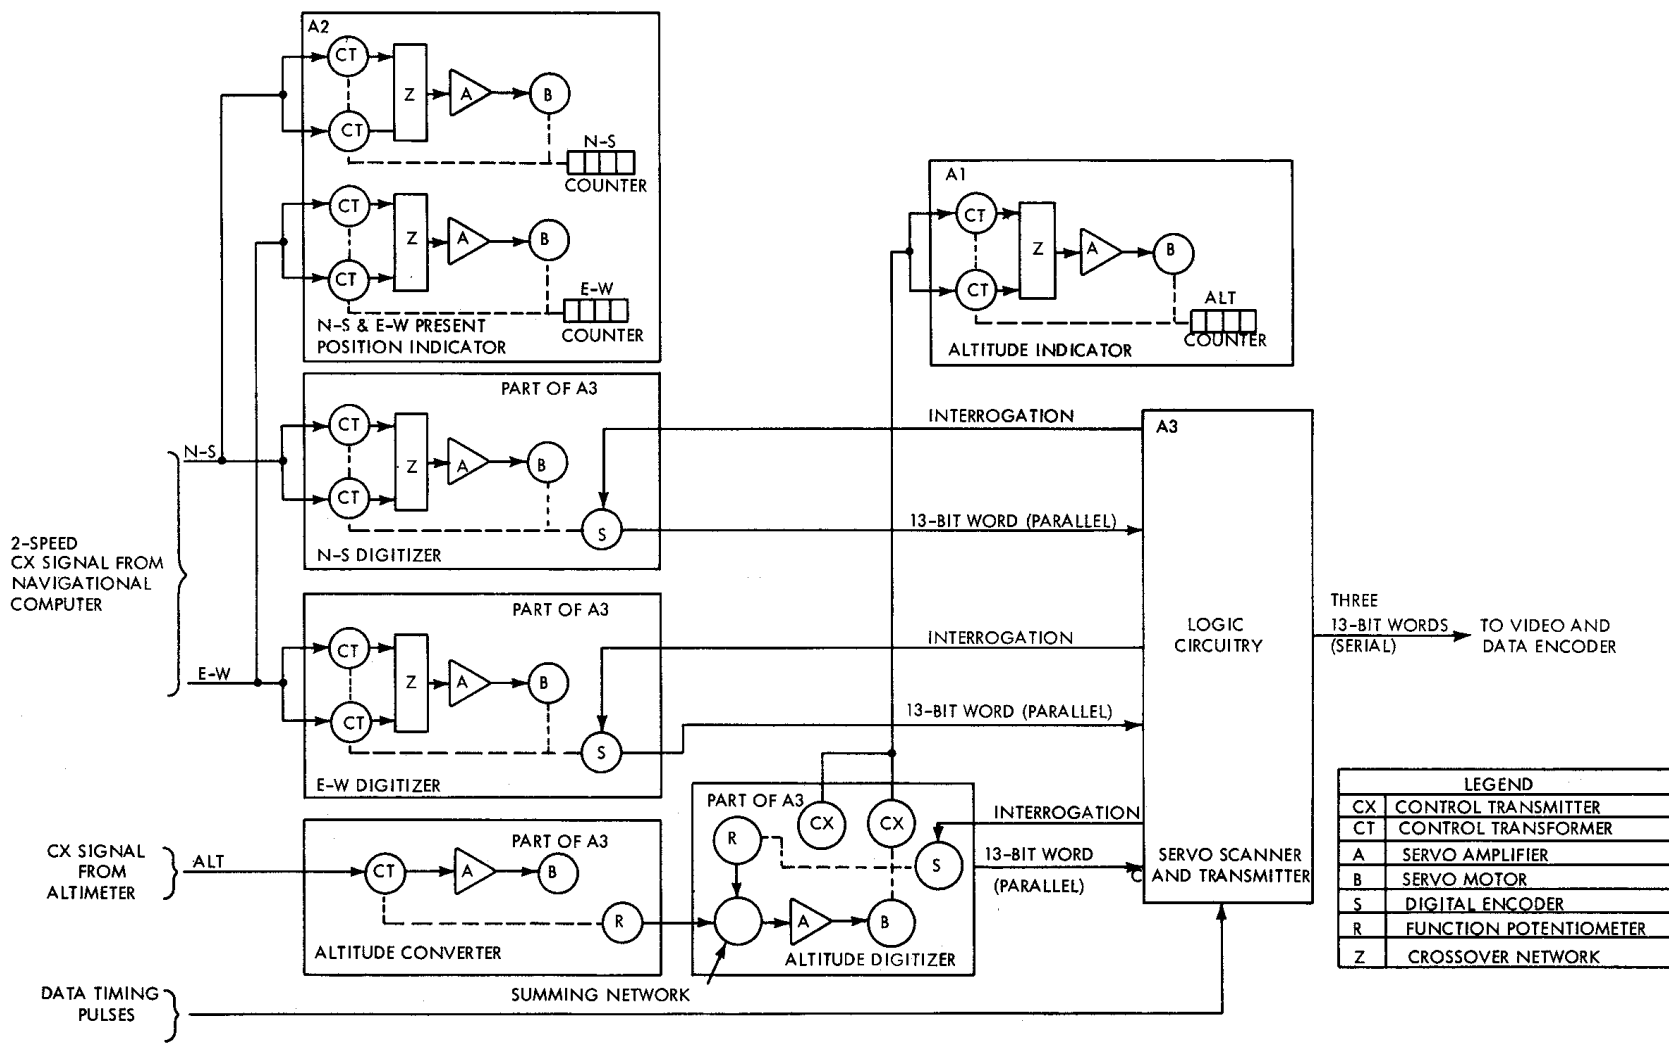 A2
CT
Z
A
B
CT
N-S
COUNTER
CT
Z
A
B
CT
E-W
COUNTER
N-S & E-W PRESENT
POSITION INDICATOR
A1
CT
Z
A
B
CT
ALT
COUNTER
ALTITUDE INDICATOR
PART OF A3
CT
Z
A
B
CT
S
N-S DIGITIZER
INTERROGATION
13-BIT WORD (PARALLEL)
N-S
2-SPEED
CX SIGNAL FROM
NAVIGATIONAL
COMPUTER
E-W
PART OF A3
CT
Z
A
B
CT
S
E-W DIGITIZER
INTERROGATION
13-BIT WORD (PARALLEL)
A3
LOGIC
CIRCUITRY
SERVO SCANNER
AND TRANSMITTER
THREE
13-BIT WORDS
(SERIAL)
TO VIDEO AND
DATA ENCODER
CX SIGNAL
FROM
ALTIMETER
ALT
PART OF A3
CT
A
B
R
ALTITUDE CONVERTER
PART OF A3
R
CX
CX
S
A
B
ALTITUDE DIGITIZER
SUMMING NETWORK
INTERROGATION
13-BIT WORD
(PARALLEL)
C
DATA TIMING
PULSES
LEGEND
CX CONTROL TRANSMITTER
CT CONTROL TRANSFORMER
A SERVO AMPLIFIER
B SERVO MOTOR
S DIGITAL ENCODER
R FUNCTION POTENTIOMETER
Z CROSSOVER NETWORK